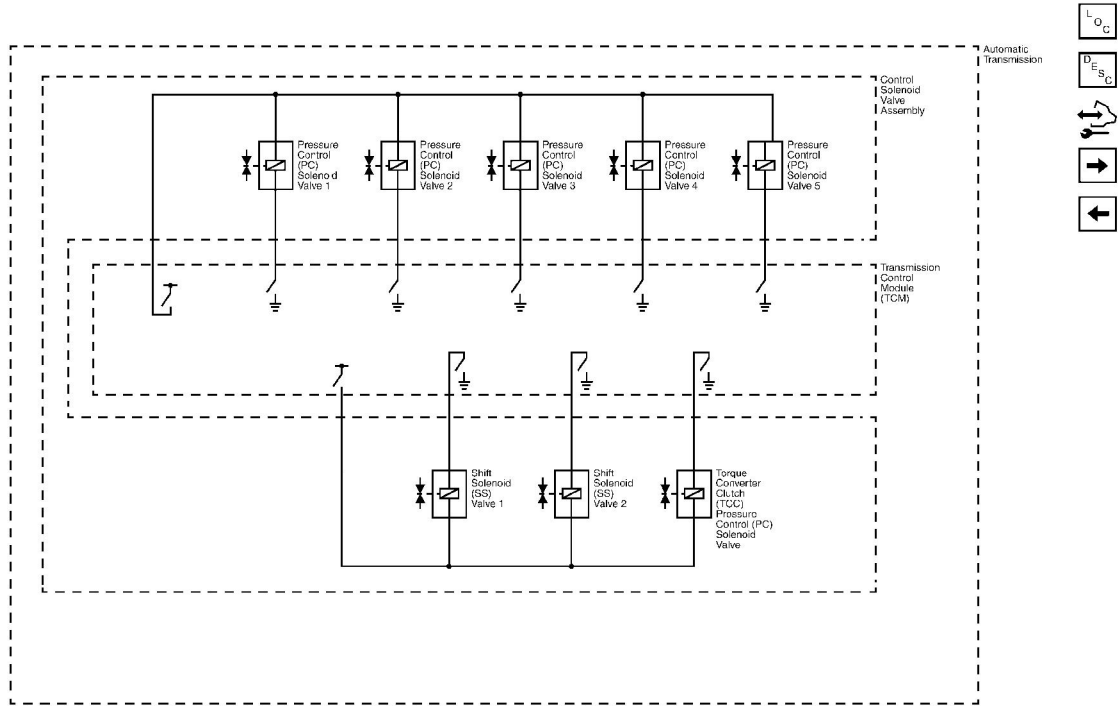 L
O
C
Automatic
Transmission
D
E
S
C
Control
Solenoid
Valve
Assembly
Pressure
Control
(PC)
Solenoid
Valve 1
Pressure
Control
(PC)
Solenoid
Valve 2
Pressure
Control
(PC)
Solenoid
Valve 3
Pressure
Control
(PC)
Solenoid
Valve 4
Pressure
Control
(PC)
Solenoid
Valve 5
Transmission
Control
Module
(TCM)
Shift
Solenoid
(SS)
Valve 1
Shift
Solenoid
(SS)
Valve 2
Torque
Converter
Clutch
(TCC)
Pressure
Control (PC)
Solenoid
Valve